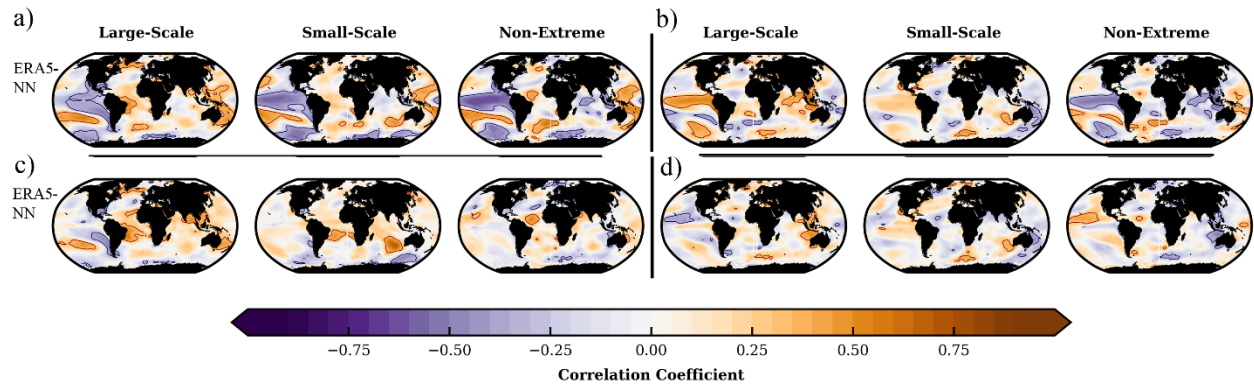 a)
b)
Large-Scale Small-Scale Non-Extreme
Large-Scale Small-Scale Non-Extreme
ERA5-
NN
c)
d)
ERA5-
NN
−0.75 −0.50 −0.25 0.00 0.25 0.50 0.75
Correlation Coefficient